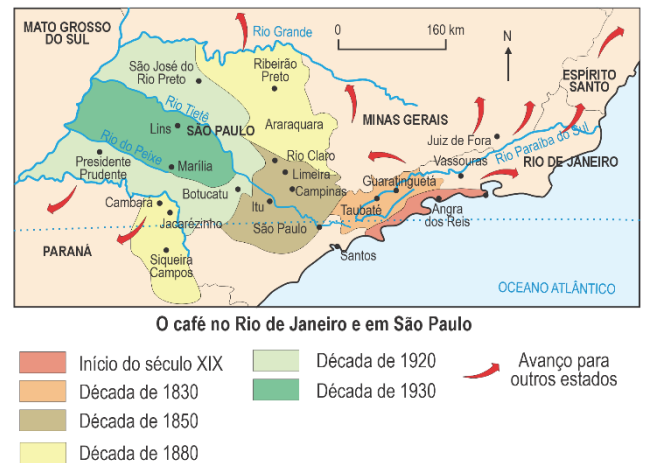 MATO GROSSO
DO SUL
Rio Grande
0
160 km
N
ESPÍRITO
SANTO
São José do
Rio Preto
Ribeirão
Preto
MINAS GERAIS
Rio Tietê
Lins
SÃO PAULO
Araraquara
Juiz de Fora
Rio Paraíba do Sul
Rio do Peixe
Rio Claro
Vassouras
RIO DE JANEIRO
Presidente
Prudente
Marília
Limeira
Campinas
Guaratinguetá
Botucatu
Itu
Taubaté
Angra
dos Reis
Cambará
Jacarézinho
São Paulo
PARANÀ
Siqueira
Campos
Santos
OCEANO ATLÂNTICO
O café no Rio de Janeiro e em São Paulo
Início do século XIX
Década de 1830
Década de 1850
Década de 1880
Década de 1920
Década de 1930
Avanço para
outros estados